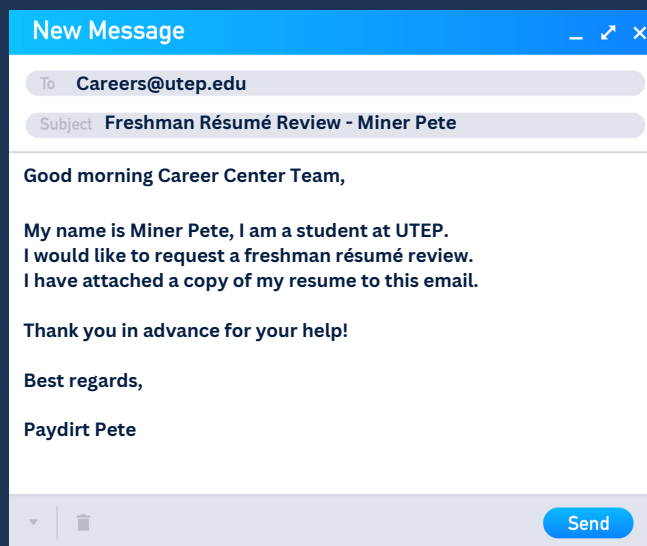 New Message
To Careers@utep.edu
Subject Freshman Résumé Review - Miner Pete
Good morning Career Center Team,
My name is Miner Pete, I am a student at UTEP.
I would like to request a freshman résumé review.
I have attached a copy of my resume to this email.
Thank you in advance for your help!
Best regards,
Paydirt Pete
Send